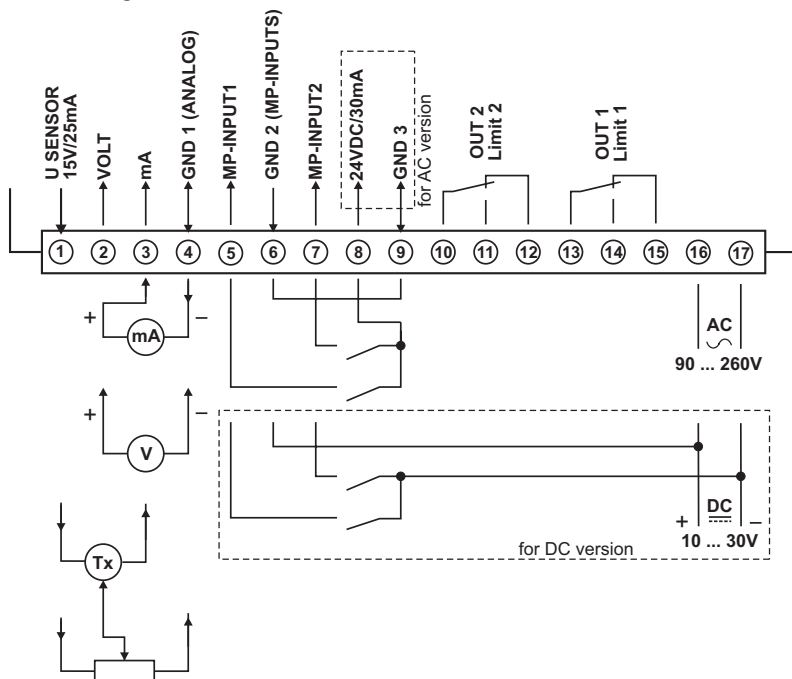 U SENSOR
15V/25mA
VOLT
mA
GND 1 (ANALOG)
MP-INPUT1
GND 2 (MP-INPUTS)
MP-INPUT2
24VDC/30mA
GND 3
for AC version
OUT 2
Limit 2
OUT 1
Limit 1
1 2 3 4 5 6 7 8 9 10 11 12 13 14 15 16 17
+ mA –
AC
90 ... 260V
+ V –
+ DC –
10 ... 30V
for DC version
Tx